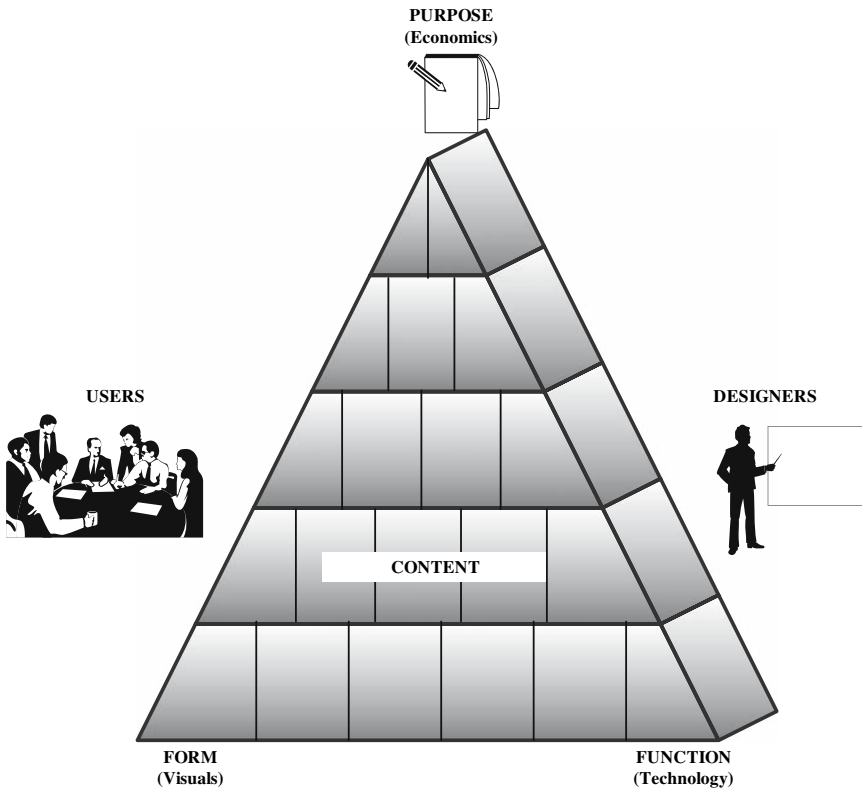 PURPOSE
(Economics)
USERS
DESIGNERS
CONTENT
FORM
(Visuals)
FUNCTION
(Technology)